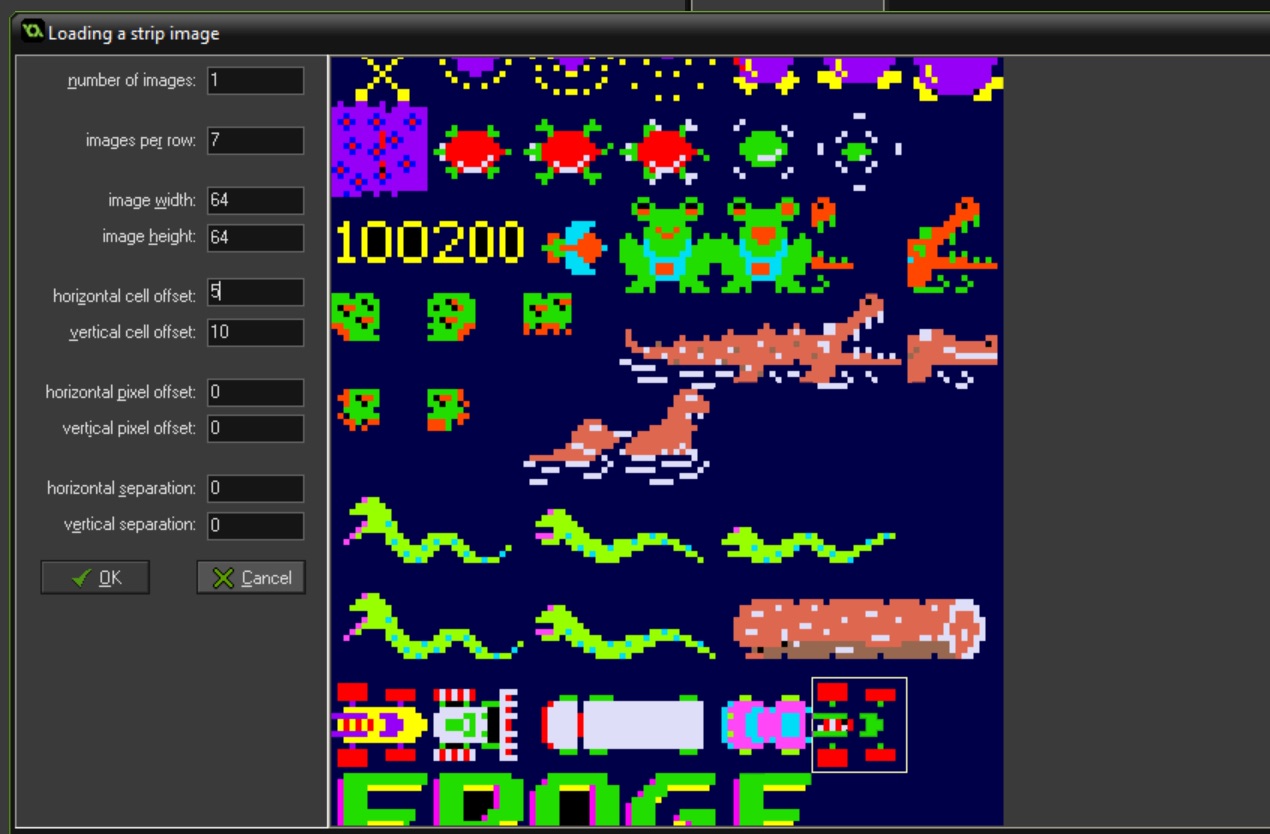 Loading a strip image
number of images: 1
images per row: 7
image width: 64
image height: 64
horizontal cell offset: 5
vertical cell offset: 10
horizontal pixel offset: 0
vertical pixel offset: 0
horizontal separation: 0
vertical separation: 0
OK Cancel
100200